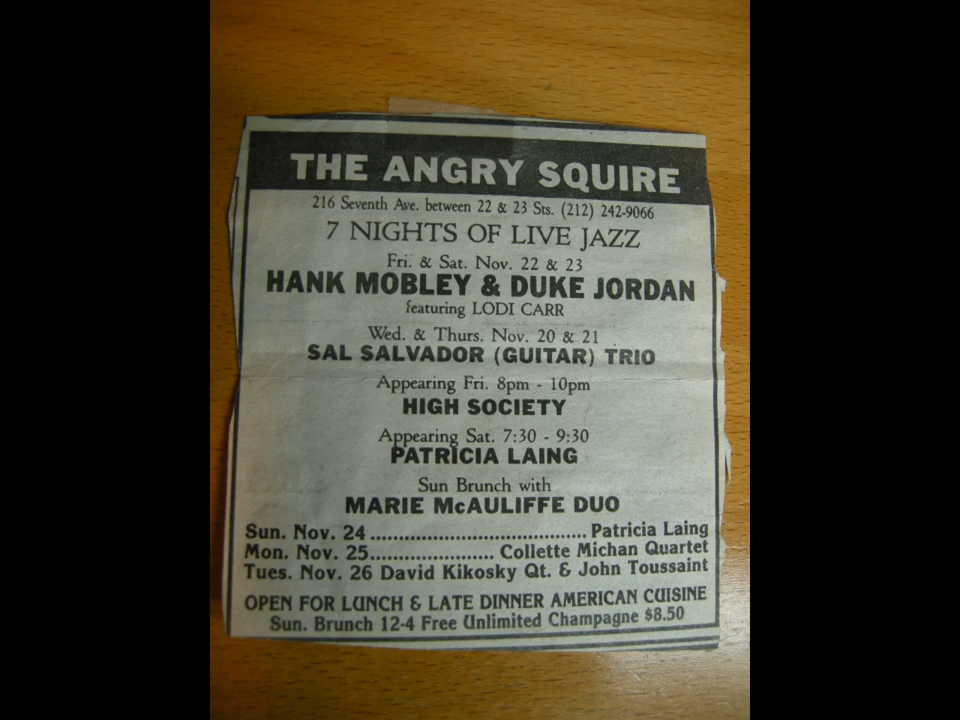 THE ANGRY SQUIRE
216 Seventh Ave. between 22 & 23 Sts. (212) 242-9066
7 NIGHTS OF LIVE JAZZ
Fri. & Sat. Nov. 22 & 23
HANK MOBLEY & DUKE JORDAN
featuring LODI CARR
Wed. & Thurs. Nov. 20 & 21
SAL SALVADOR (GUITAR) TRIO
Appearing Fri. 8pm - 10pm
HIGH SOCIETY
Appearing Sat. 7:30 - 9:30
PATRICIA LAING
Sun Brunch with
MARIE McAULIFFE DUO
Sun. Nov. 24 ...................................... Patricia Laing
Mon. Nov. 25...................... Collette Michan Quartet
Tues. Nov. 26 David Kikosky Qt. & John Toussaint
OPEN FOR LUNCH & LATE DINNER AMERICAN CUISINE
Sun. Brunch 12-4 Free Unlimited Champagne $8.50